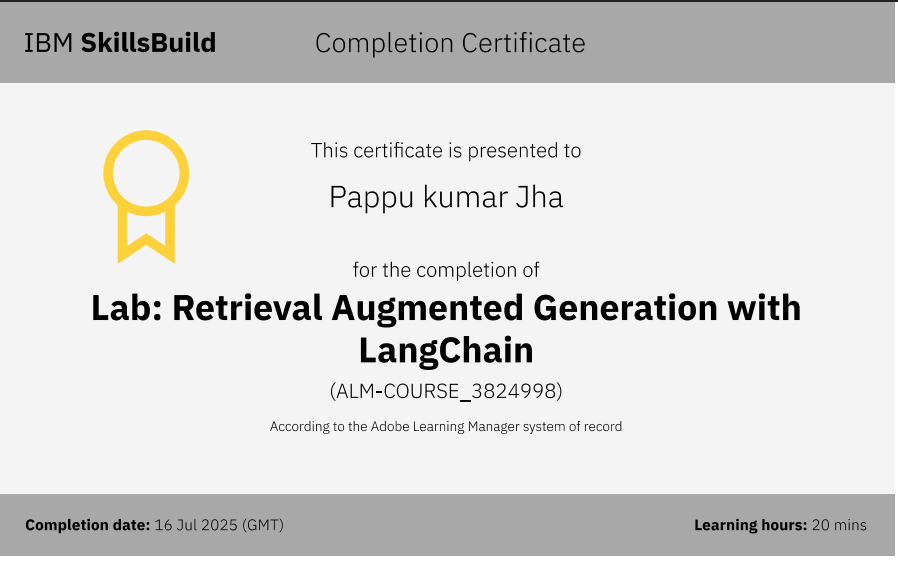 IBM SkillsBuild
Completion Certificate
This certificate is presented to
Pappu kumar Jha
for the completion of
Lab: Retrieval Augmented Generation with
LangChain
(ALM-COURSE_3824998)
According to the Adobe Learning Manager system of record
Completion date: 16 Jul 2025 (GMT)
Learning hours: 20 mins